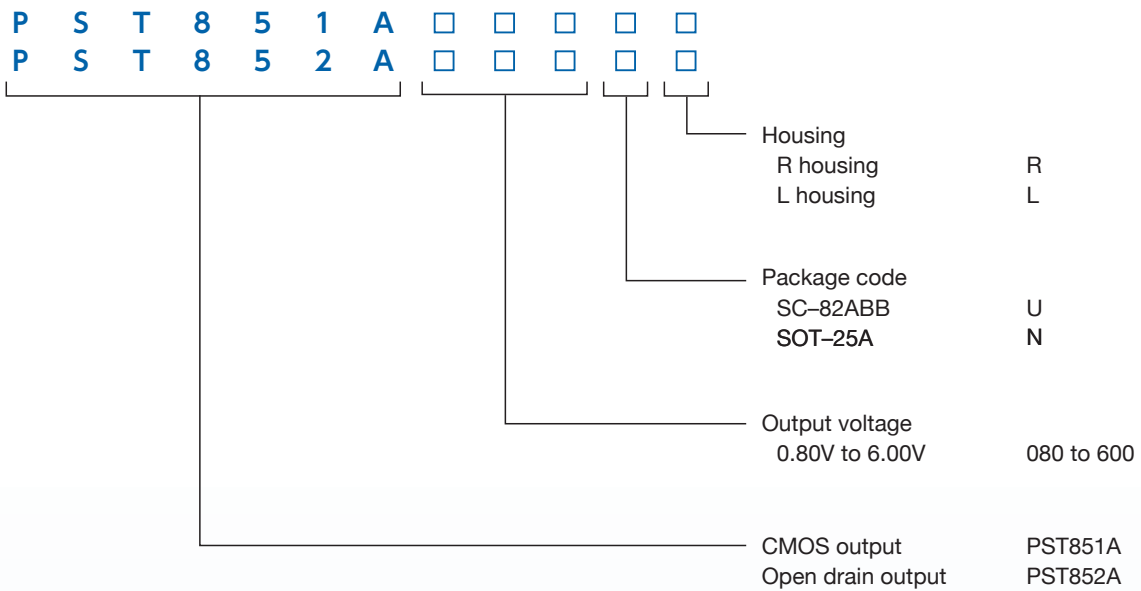 P S T 8 5 1 A □ □ □ □ □
P S T 8 5 2 A □ □ □ □ □
Housing
R housing R
L housing L
Package code
SC–82ABB U
SOT–25A N
Output voltage
0.80V to 6.00V 080 to 600
CMOS output PST851A
Open drain output PST852A